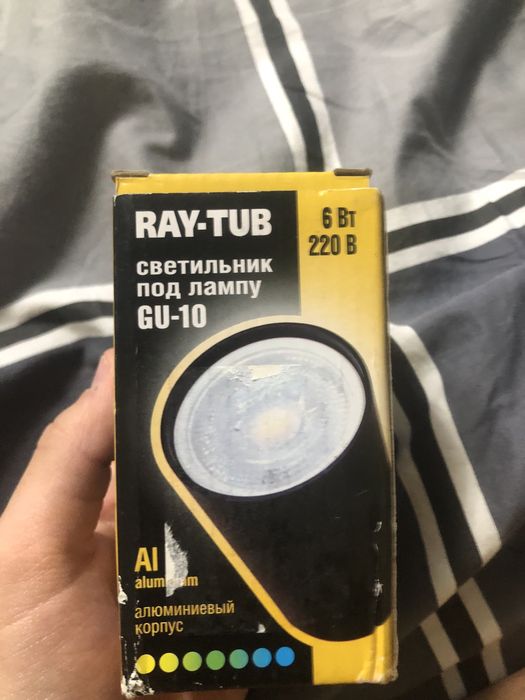 RAY-TUB
6 Вт
220 В
светильник
под лампу
GU-10
Al
алюминиевый
корпус